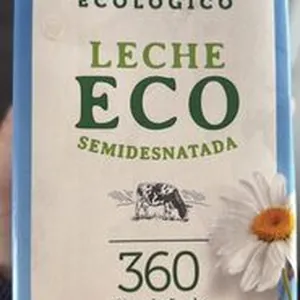 ECOLÓGICO
LECHE
ECO
SEMIDESNATADA
360